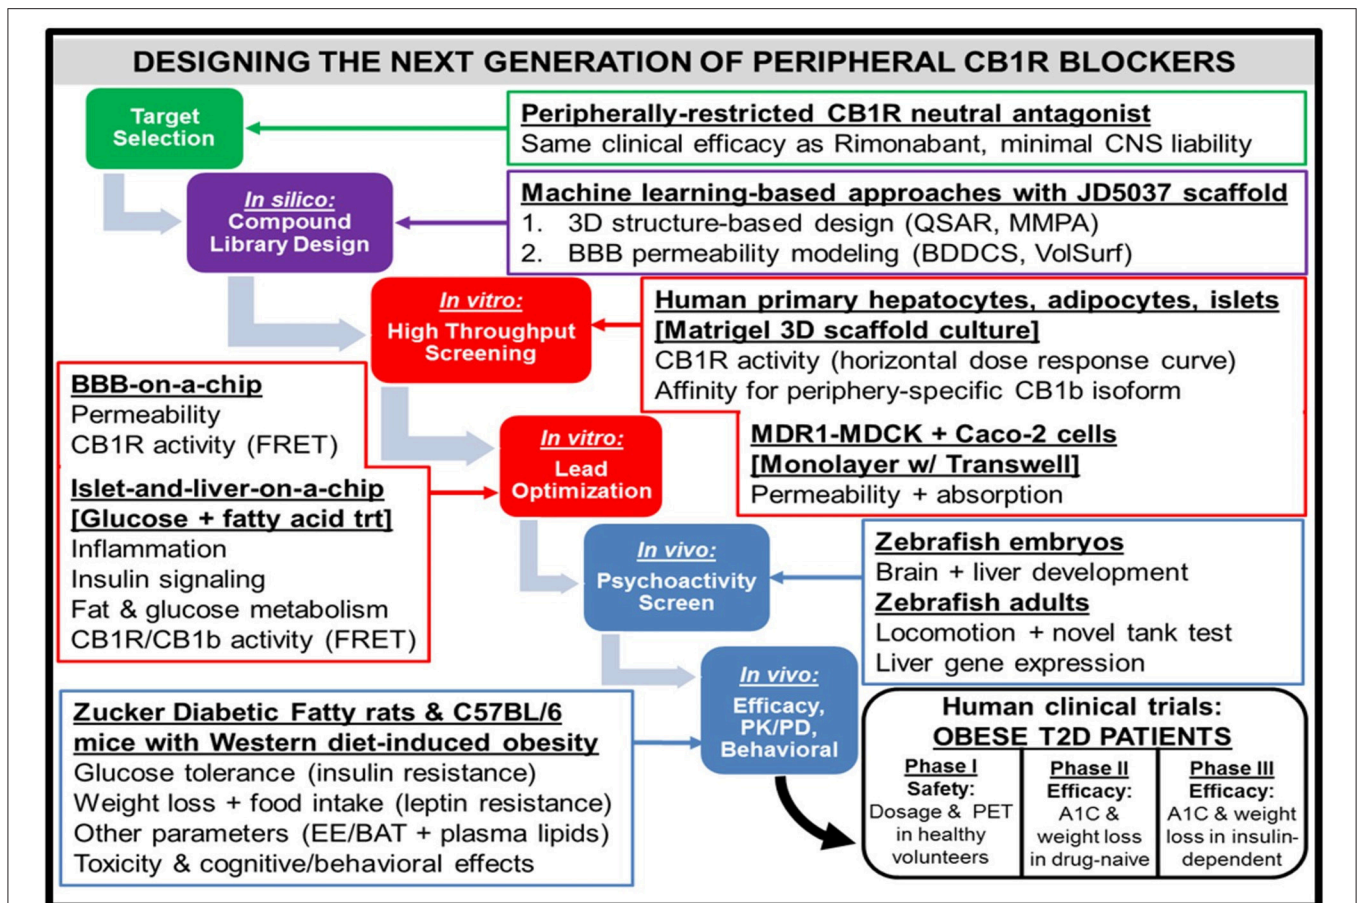 DESIGNING THE NEXT GENERATION OF PERIPHERAL CB1R BLOCKERS
Target
Selection
Peripherally-restricted CB1R neutral antagonist
Same clinical efficacy as Rimonabant, minimal CNS liability
In silico:
Compound
Library Design
Machine learning-based approaches with JD5037 scaffold
1. 3D structure-based design (QSAR, MMPA)
2. BBB permeability modeling (BDDCS, VolSurf)
In vitro:
High Throughput
Screening
Human primary hepatocytes, adipocytes, islets
[Matrigel 3D scaffold culture]
CB1R activity (horizontal dose response curve)
Affinity for periphery-specific CB1b isoform
BBB-on-a-chip
Permeability
CB1R activity (FRET)
Islet-and-liver-on-a-chip
[Glucose + fatty acid trt]
Inflammation
Insulin signaling
Fat & glucose metabolism
CB1R/CB1b activity (FRET)
In vitro:
Lead
Optimization
MDR1-MDCK + Caco-2 cells
[Monolayer w/ Transwell]
Permeability + absorption
In vivo:
Psychoactivity
Screen
Zebrafish embryos
Brain + liver development
Zebrafish adults
Locomotion + novel tank test
Liver gene expression
In vivo:
Efficacy,
PK/PD,
Behavioral
Zucker Diabetic Fatty rats & C57BL/6
mice with Western diet-induced obesity
Glucose tolerance (insulin resistance)
Weight loss + food intake (leptin resistance)
Other parameters (EE/BAT + plasma lipids)
Toxicity & cognitive/behavioral effects
Human clinical trials:
OBESE T2D PATIENTS
Phase I
Safety:
Dosage & PET
in healthy
volunteers
Phase II
Efficacy:
A1C &
weight loss
in drug-naive
Phase III
Efficacy:
A1C & weight
loss in insulin-
dependent